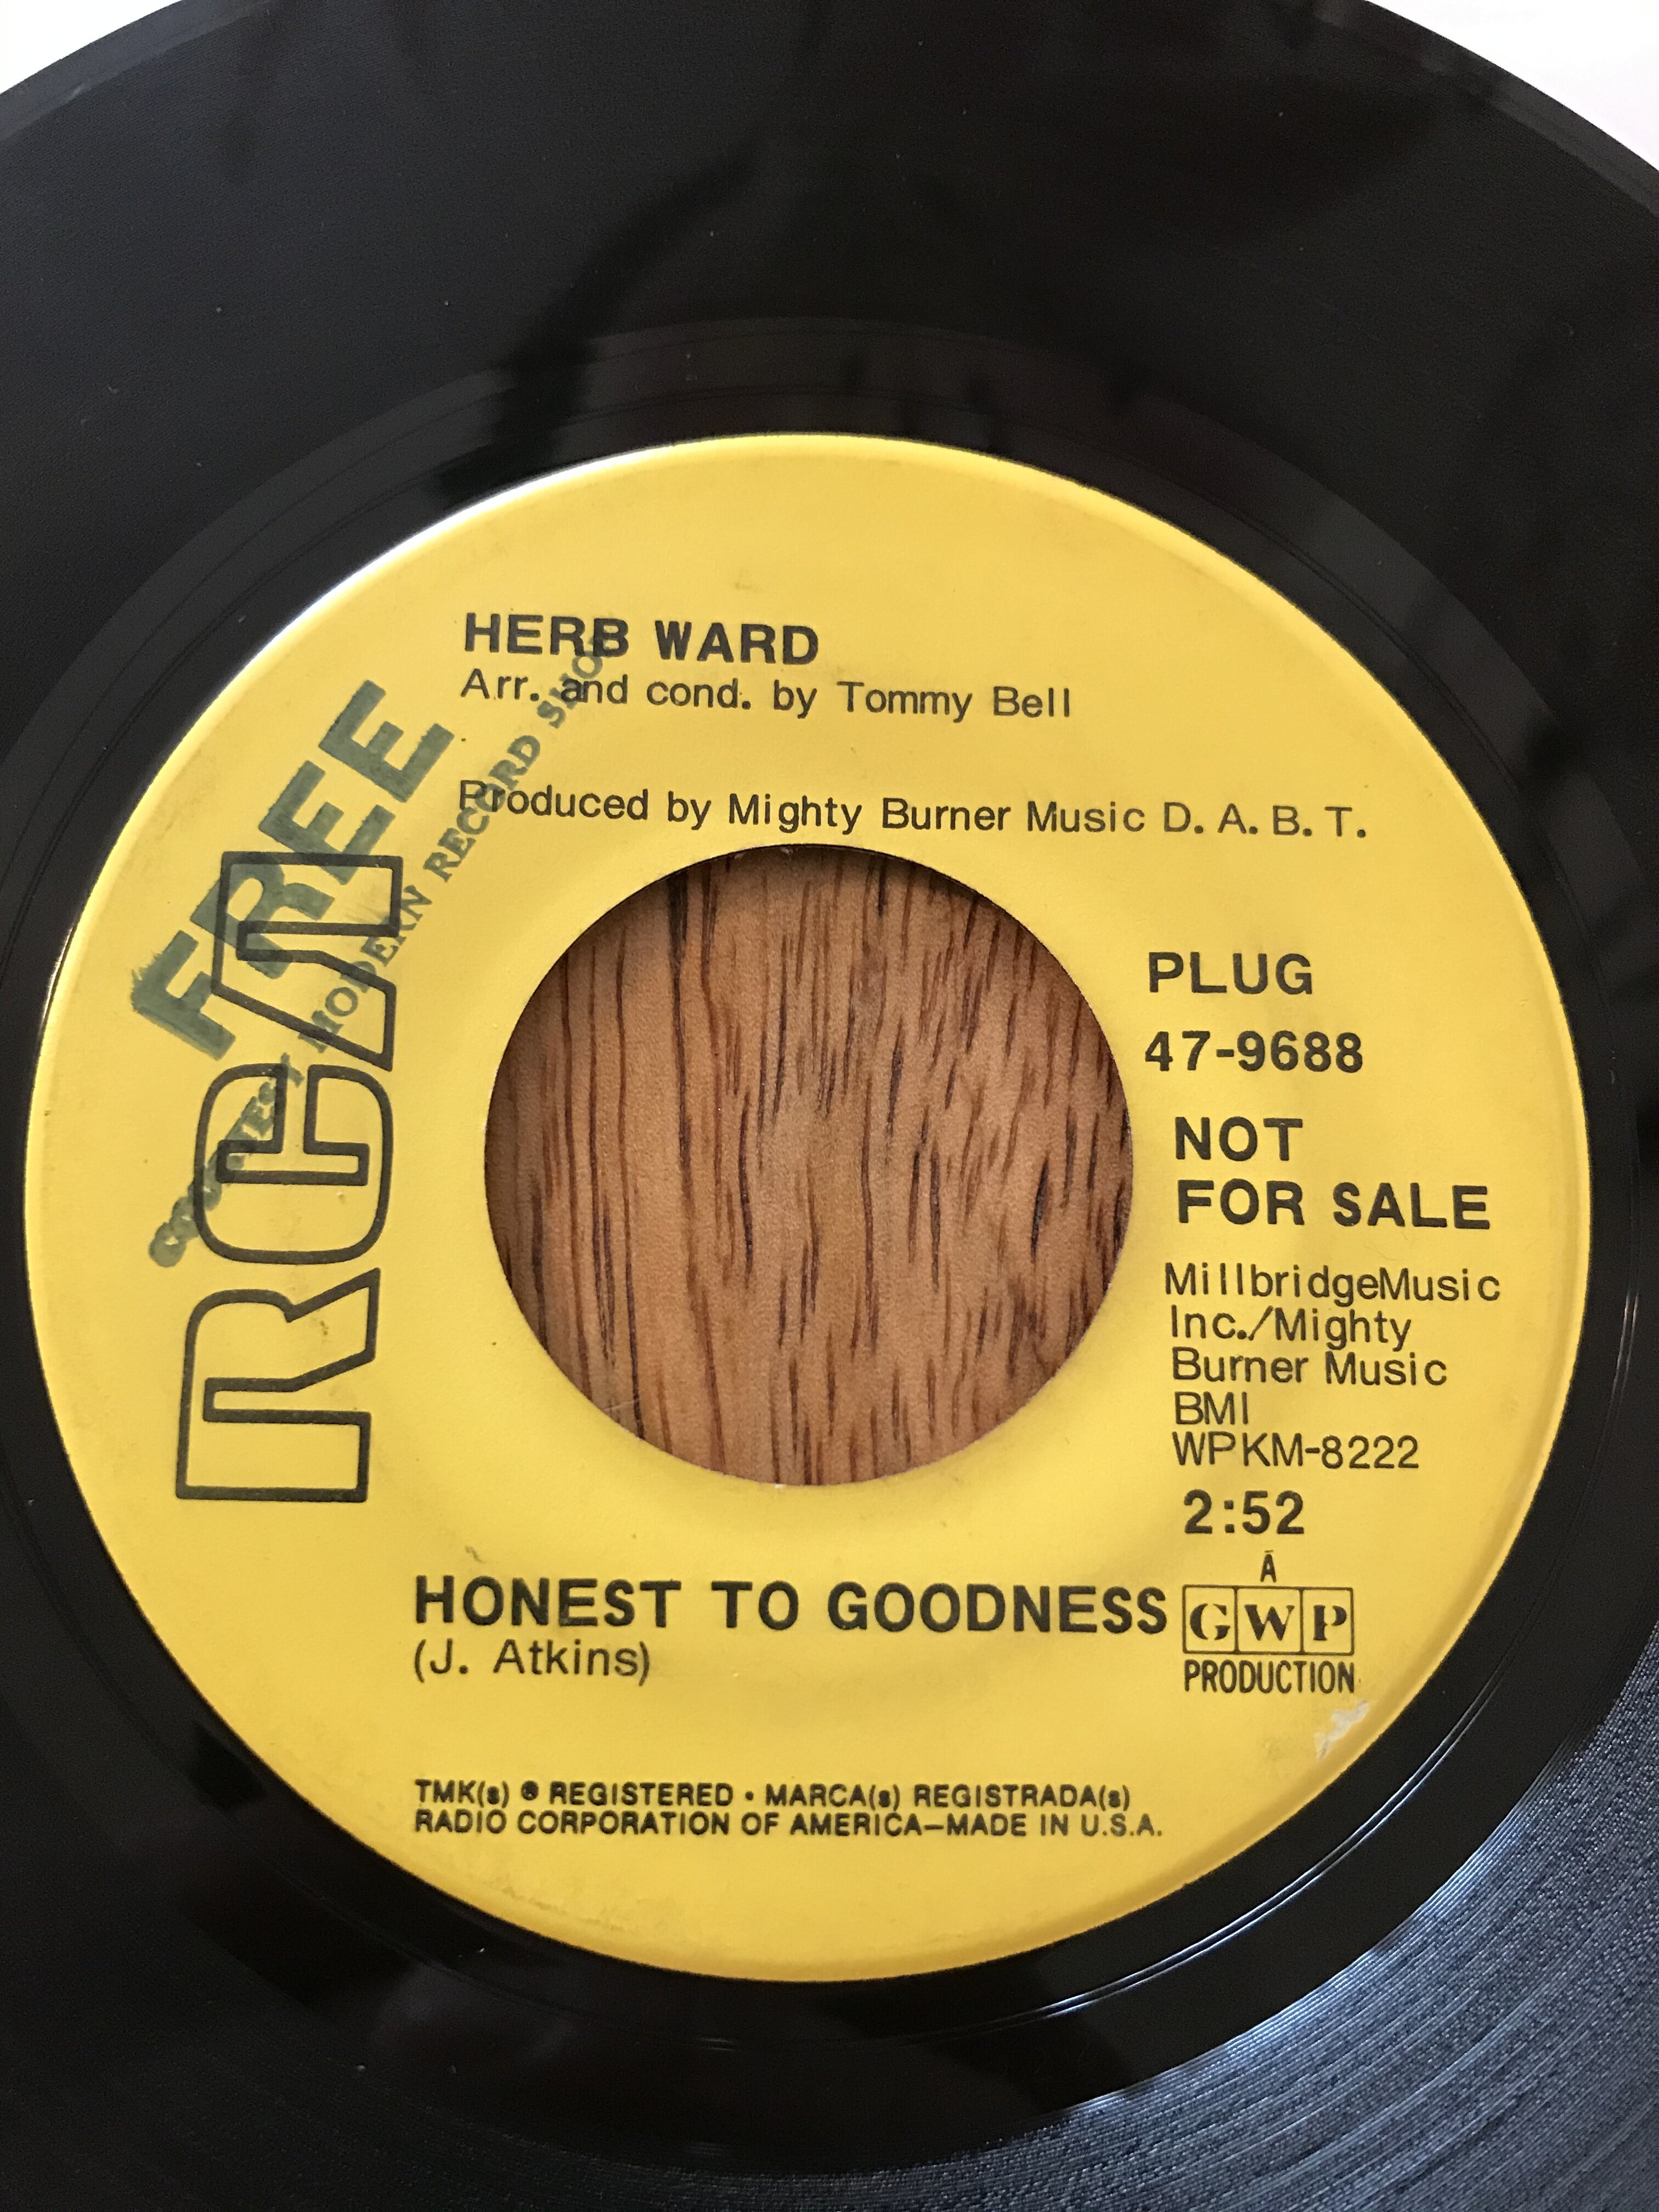 HERB WARD
Arr. and cond. by Tommy Bell
Produced by Mighty Burner Music D. A. B. T.
FREE
COURTESY MODERN RECORD SHOP
RCA
PLUG
47-9688
NOT
FOR SALE
MillbridgeMusic
Inc./Mighty
Burner Music
BMI
WPKM-8222
2:52
HONEST TO GOODNESS
(J. Atkins)
A
GWP
PRODUCTION
TMK(s) ® REGISTERED • MARCA(s) REGISTRADA(s)
RADIO CORPORATION OF AMERICA—MADE IN U.S.A.